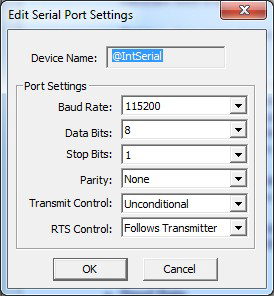 Edit Serial Port Settings
Device Name: @IntSerial
Port Settings
Baud Rate: 115200
Data Bits: 8
Stop Bits: 1
Parity: None
Transmit Control: Unconditional
RTS Control: Follows Transmitter
OK Cancel